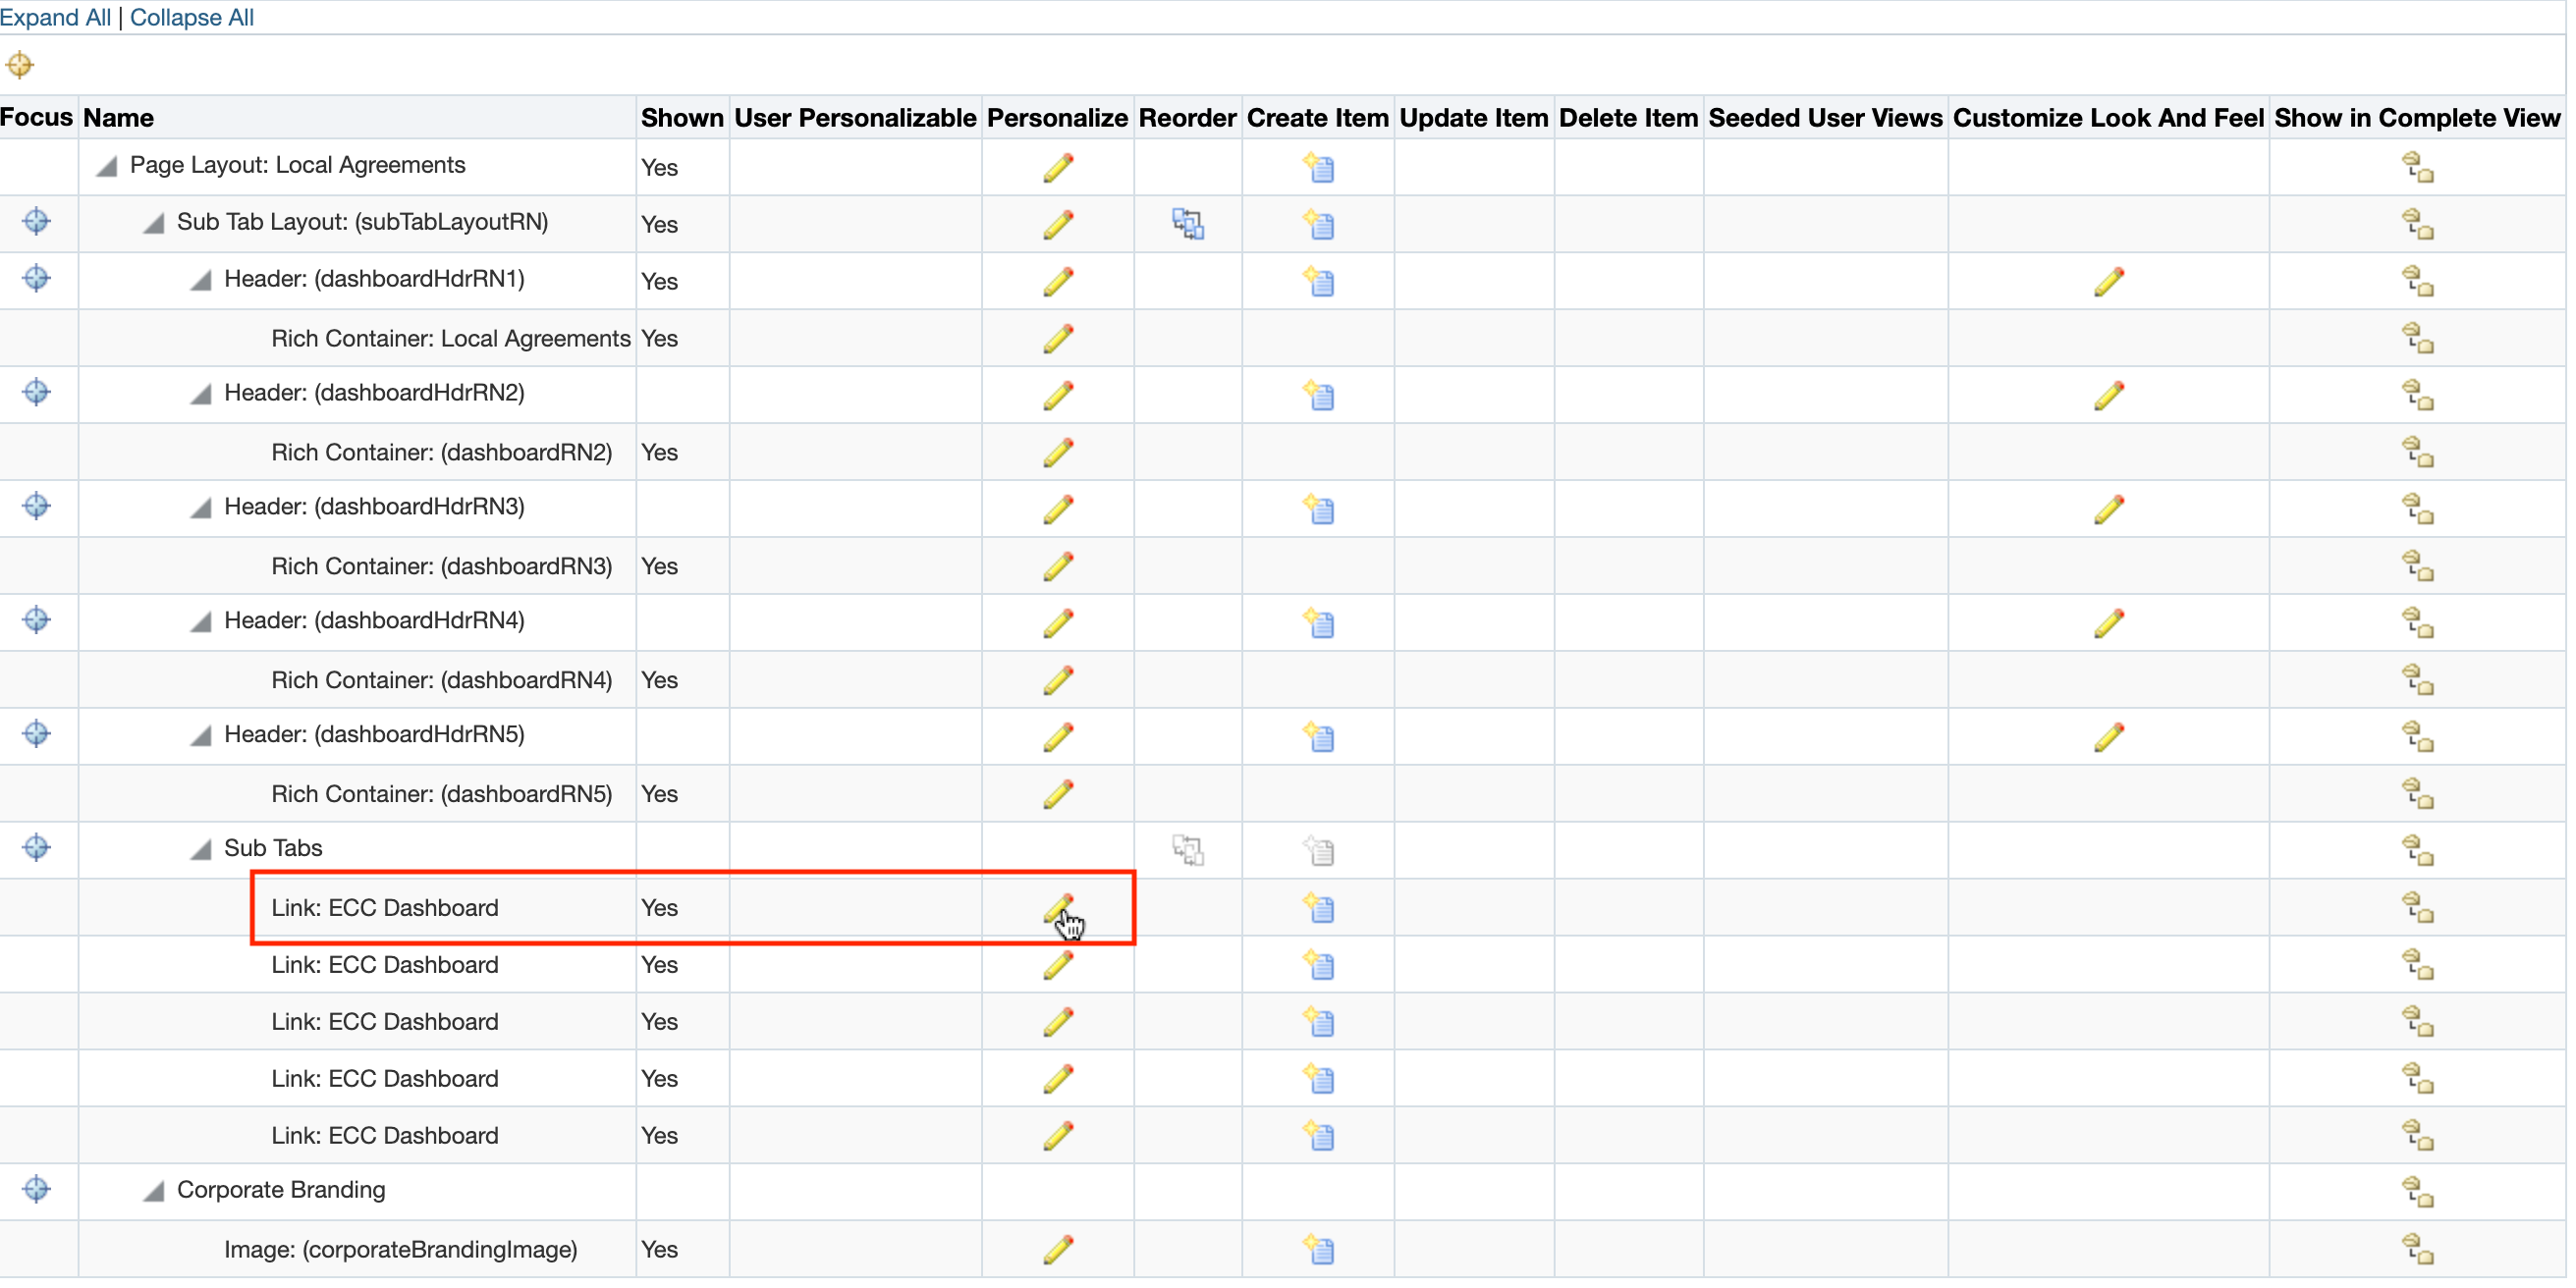 Expand All | Collapse All
Focus Name Shown User Personalizable Personalize Reorder Create Item Update Item Delete Item Seeded User Views Customize Look And Feel Show in Complete View
Page Layout: Local Agreements Yes
Sub Tab Layout: (subTabLayoutRN) Yes
Header: (dashboardHdrRN1) Yes
Rich Container: Local Agreements Yes
Header: (dashboardHdrRN2)
Rich Container: (dashboardRN2) Yes
Header: (dashboardHdrRN3)
Rich Container: (dashboardRN3) Yes
Header: (dashboardHdrRN4)
Rich Container: (dashboardRN4) Yes
Header: (dashboardHdrRN5)
Rich Container: (dashboardRN5) Yes
Sub Tabs
Link: ECC Dashboard Yes
Link: ECC Dashboard Yes
Link: ECC Dashboard Yes
Link: ECC Dashboard Yes
Link: ECC Dashboard Yes
Corporate Branding
Image: (corporateBrandingImage) Yes